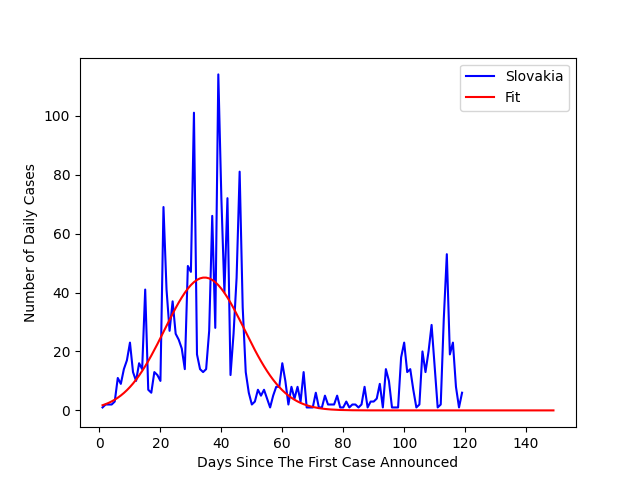 Slovakia
Fit
Number of Daily Cases
100
80
60
40
20
0
0 20 40 60 80 100 120 140
Days Since The First Case Announced